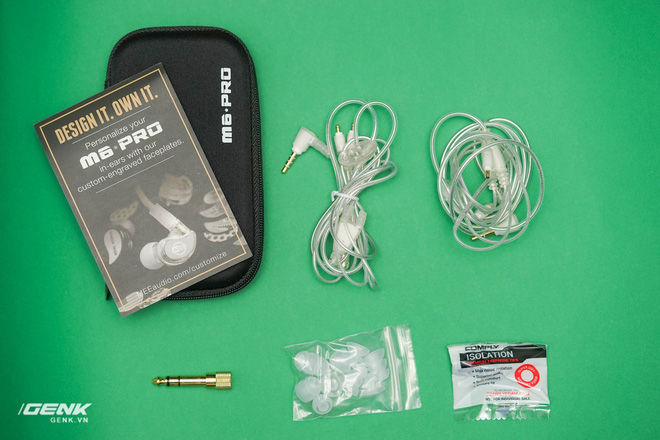 DESIGN IT. OWN IT.
Personalize your
M6·PRO
in-ears with our
custom-engraved faceplates.
MEEaudio.com/customize
M6·PRO
COMPLY
ISOLATION
GENK
GENK.VN